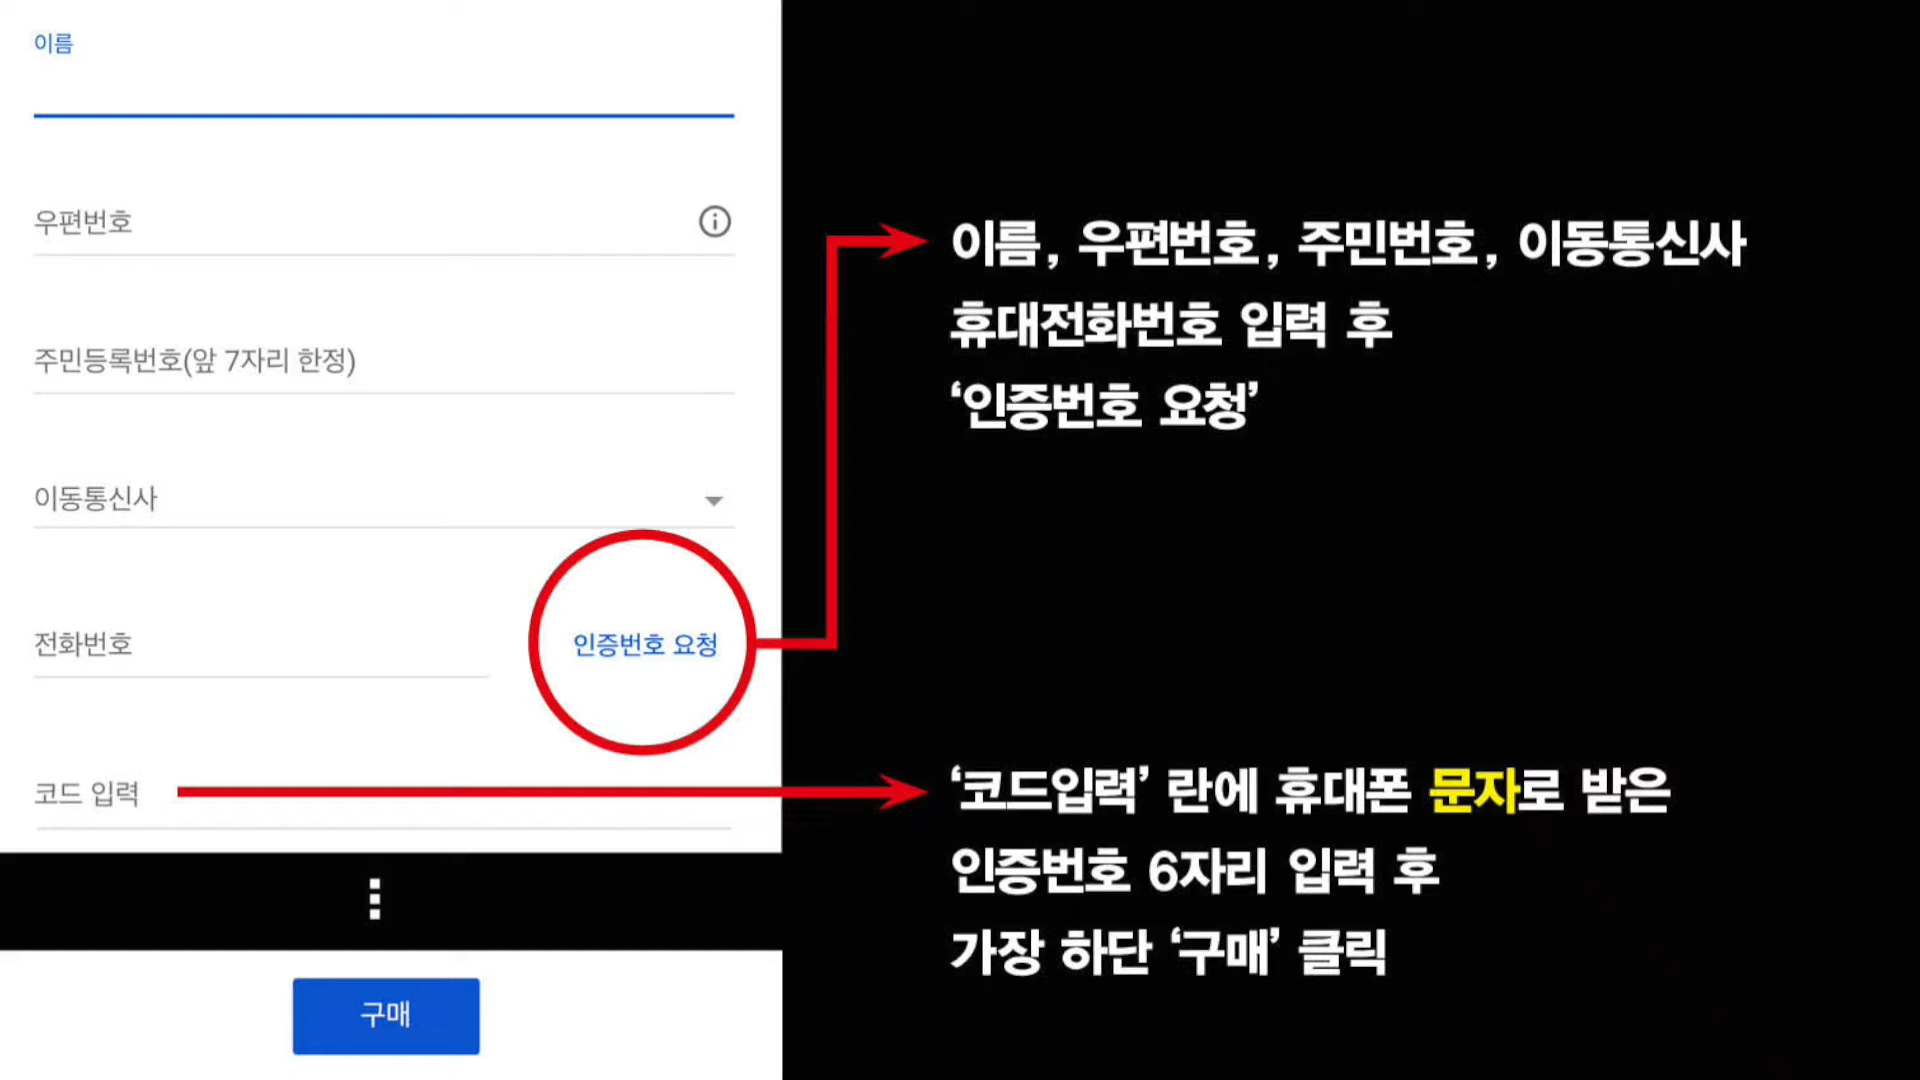 이름
우편번호
주민등록번호(앞 7자리 한정)
이동통신사
전화번호
인증번호 요청
코드 입력
구매
이름, 우편번호, 주민번호, 이동통신사
휴대전화번호 입력 후
‘인증번호 요청’
‘코드입력’ 란에 휴대폰 문자로 받은
인증번호 6자리 입력 후
가장 하단 ‘구매’ 클릭